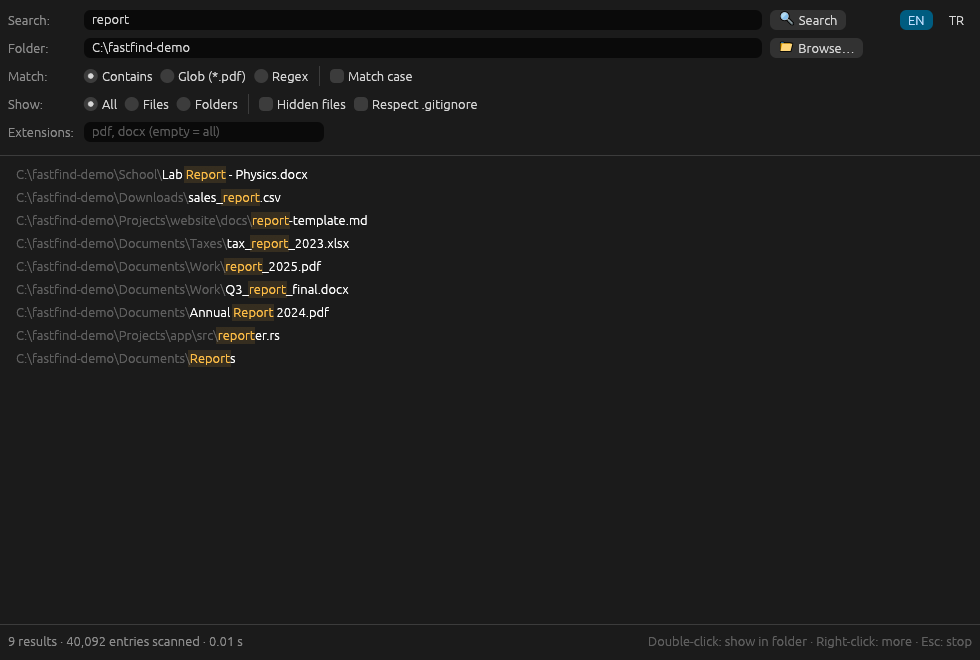 Search: report Search EN TR
Folder: C:\fastfind-demo Browse…
Match: Contains Glob (*.pdf) Regex Match case
Show: All Files Folders Hidden files Respect .gitignore
Extensions: pdf, docx (empty = all)
C:\fastfind-demo\School\Lab Report - Physics.docx
C:\fastfind-demo\Downloads\sales_report.csv
C:\fastfind-demo\Projects\website\docs\report-template.md
C:\fastfind-demo\Documents\Taxes\tax_report_2023.xlsx
C:\fastfind-demo\Documents\Work\report_2025.pdf
C:\fastfind-demo\Documents\Work\Q3_report_final.docx
C:\fastfind-demo\Documents\Annual Report 2024.pdf
C:\fastfind-demo\Projects\app\src\reporter.rs
C:\fastfind-demo\Documents\Reports
9 results · 40,092 entries scanned · 0.01 s Double-click: show in folder · Right-click: more · Esc: stop